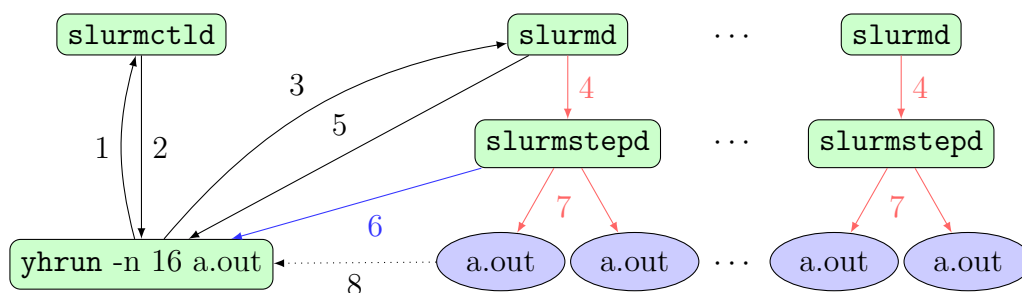 slurmctld
slurmd
...
slurmd
3
4
4
1
2
5
slurmstepd
...
slurmstepd
6
7
7
yhrun -n 16 a.out
8
a.out
a.out
...
a.out
a.out